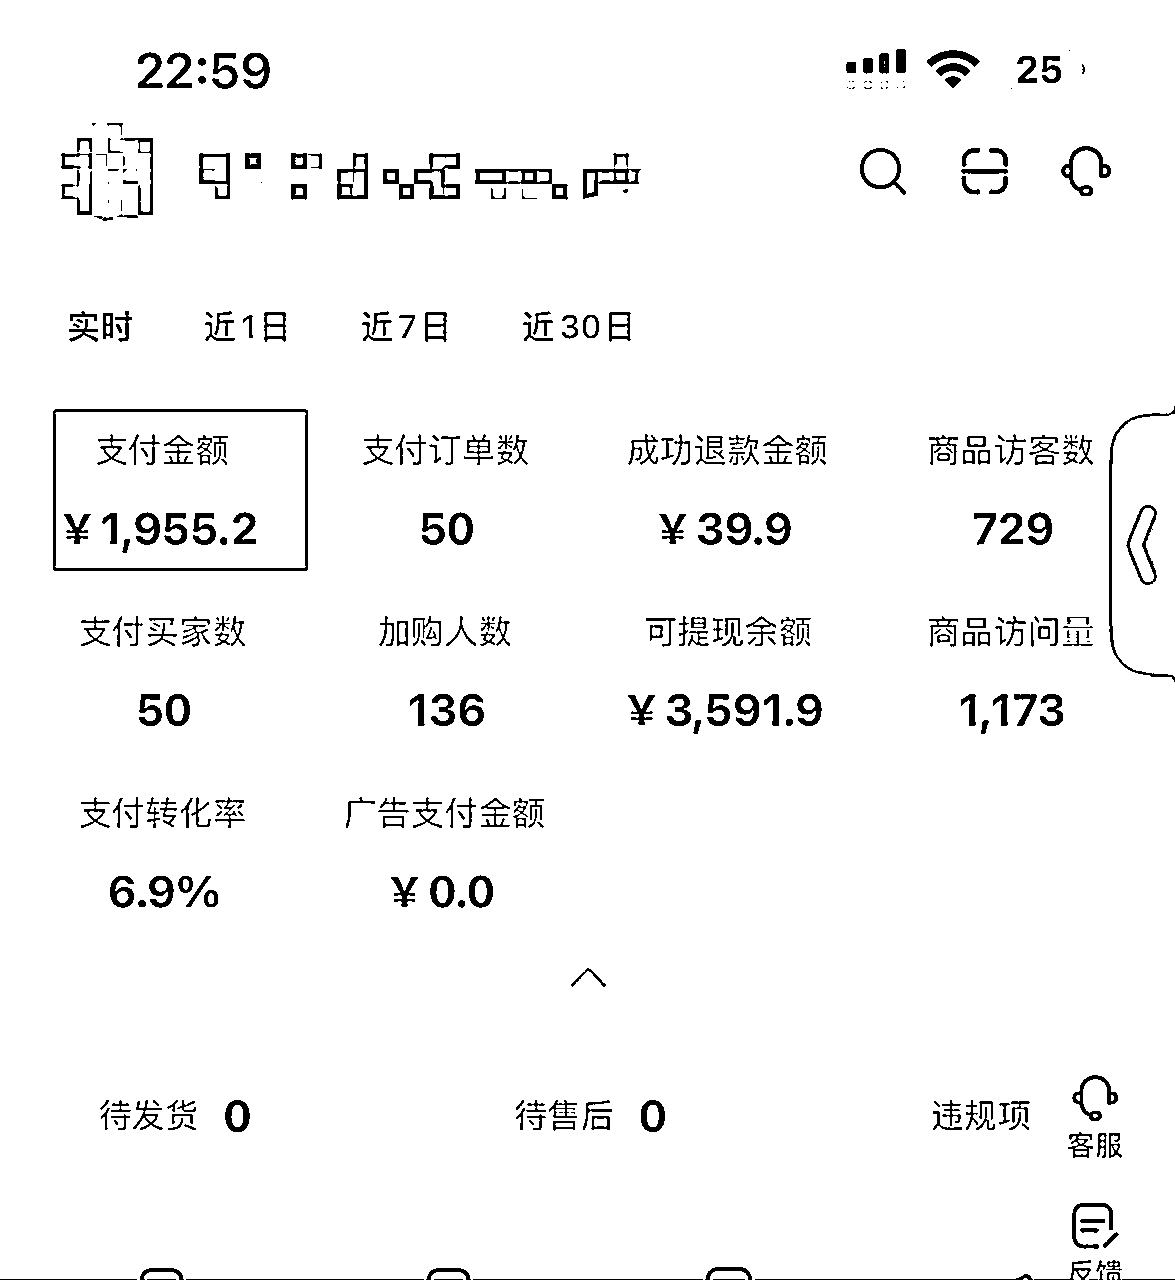 22:59 25
实时 近1日 近7日 近30日
支付金额 支付订单数 成功退款金额 商品访客数
¥1,955.2 50 ¥39.9 729
支付买家数 加购人数 可提现余额 商品访问量
50 136 ¥3,591.9 1,173
支付转化率 广告支付金额
6.9% ¥0.0
待发货 0 待售后 0 违规项
客服
反馈